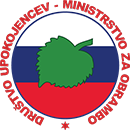 DRUŠTVO UPOKOJENCEV - MINISTRSTVO ZA OBRAMBO